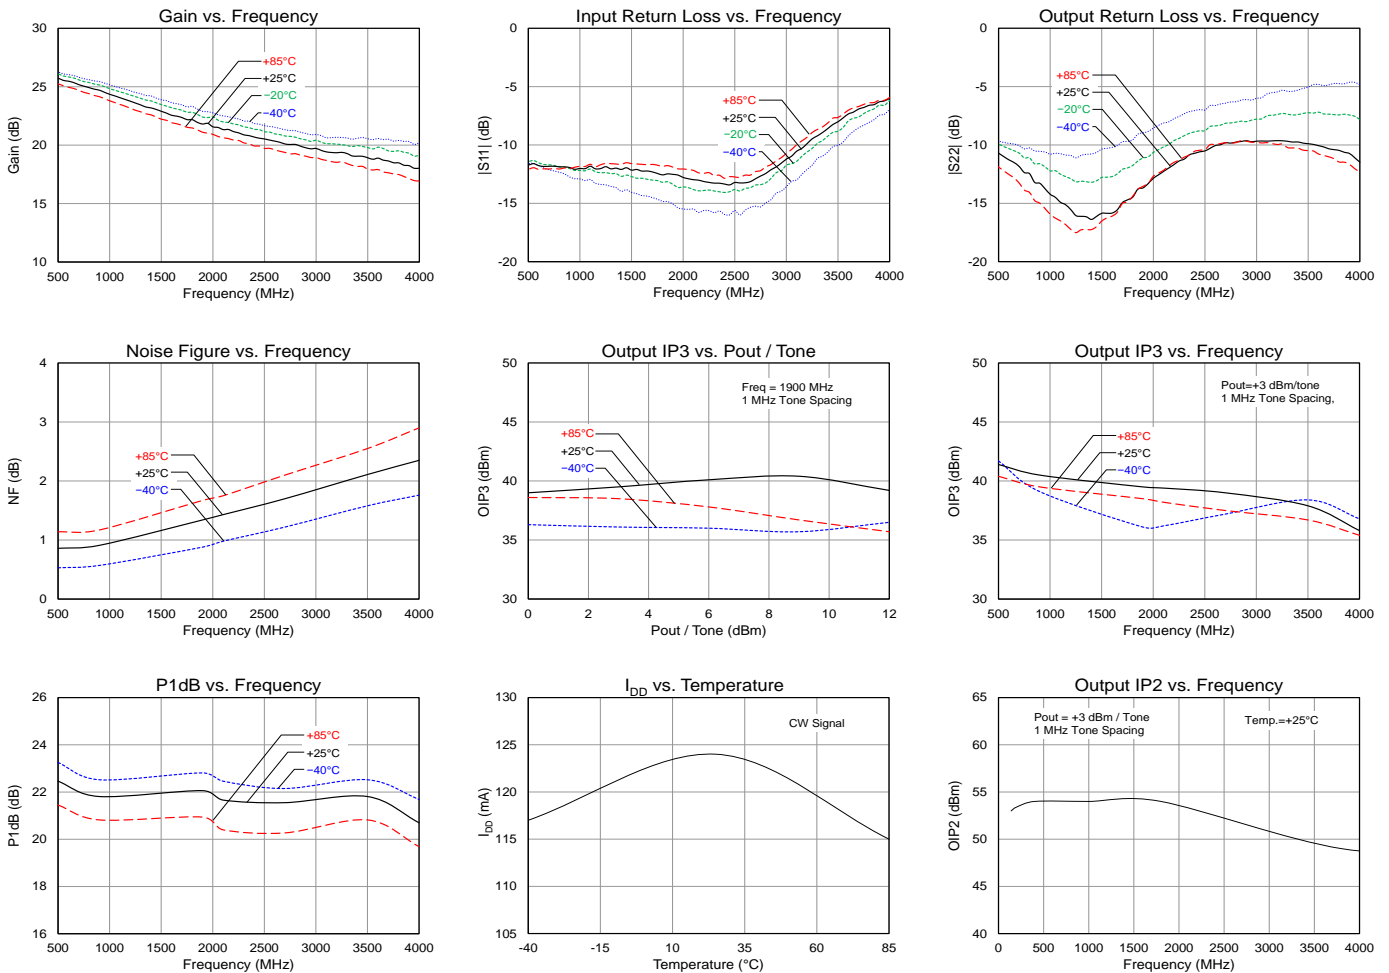 Gain vs. Frequency
30
25
20
15
10
Gain (dB)
+85°C
+25°C
−20°C
−40°C
500 1000 1500 2000 2500 3000 3500 4000
Frequency (MHz)
Input Return Loss vs. Frequency
0
-5
-10
-15
-20
|S11| (dB)
+85°C
+25°C
−20°C
−40°C
500 1000 1500 2000 2500 3000 3500 4000
Frequency (MHz)
Output Return Loss vs. Frequency
0
-5
-10
-15
-20
|S22| (dB)
+85°C
+25°C
−20°C
−40°C
500 1000 1500 2000 2500 3000 3500 4000
Frequency (MHz)
Noise Figure vs. Frequency
4
3
2
1
0
NF (dB)
+85°C
+25°C
−40°C
500 1000 1500 2000 2500 3000 3500 4000
Frequency (MHz)
Output IP3 vs. Pout / Tone
50
45
40
35
30
OIP3 (dBm)
Freq = 1900 MHz
1 MHz Tone Spacing
+85°C
+25°C
−40°C
0 2 4 6 8 10 12
Pout / Tone (dBm)
Output IP3 vs. Frequency
50
45
40
35
30
OIP3 (dBm)
Pout=+3 dBm/tone
1 MHz Tone Spacing,
+85°C
+25°C
−40°C
500 1000 1500 2000 2500 3000 3500 4000
Frequency (MHz)
P1dB vs. Frequency
26
24
22
20
18
16
P1dB (dB)
+85°C
+25°C
−40°C
500 1000 1500 2000 2500 3000 3500 4000
Frequency (MHz)
IDD vs. Temperature
130
125
120
115
110
105
IDD (mA)
CW Signal
-40 -15 10 35 60 85
Temperature (°C)
Output IP2 vs. Frequency
65
60
55
50
45
40
OIP2 (dBm)
Pout = +3 dBm / Tone
1 MHz Tone Spacing
Temp.=+25°C
0 500 1000 1500 2000 2500 3000 3500 4000
Frequency (MHz)